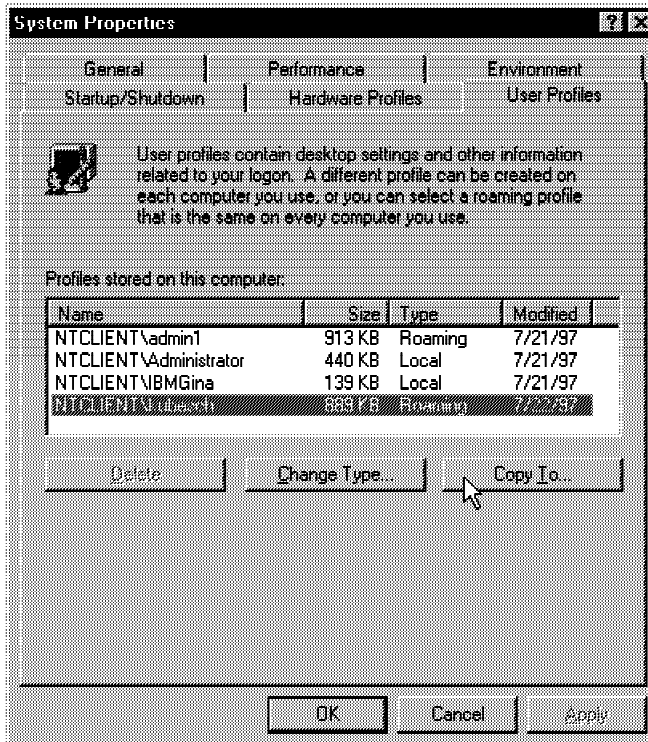 System Properties
General Performance Environment
Startup/Shutdown Hardware Profiles User Profiles
User profiles contain desktop settings and other information
related to your logon. A different profile can be created on
each computer you use, or you can select a roaming profile
that is the same on every computer you use.
Profiles stored on this computer:
Name Size Type Modified
NTCLIENT\admin1 913 KB Roaming 7/21/97
NTCLIENT\Administrator 440 KB Local 7/21/97
NTCLIENT\IBMGina 139 KB Local 7/21/97
Roaming 7/22/97
Delete Change Type... Copy To...
OK Cancel Apply